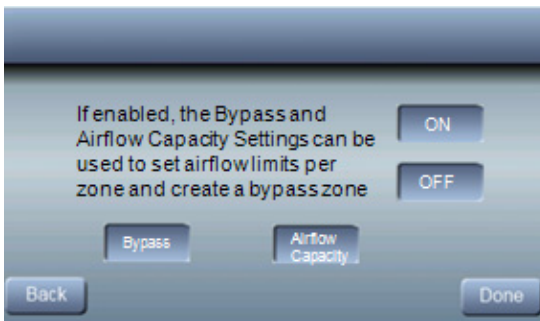 If enabled, the Bypass and
Airflow Capacity Settings can be
used to set airflow limits per
zone and create a bypass zone
ON
OFF
Bypass
Airflow
Capacity
Back
Done